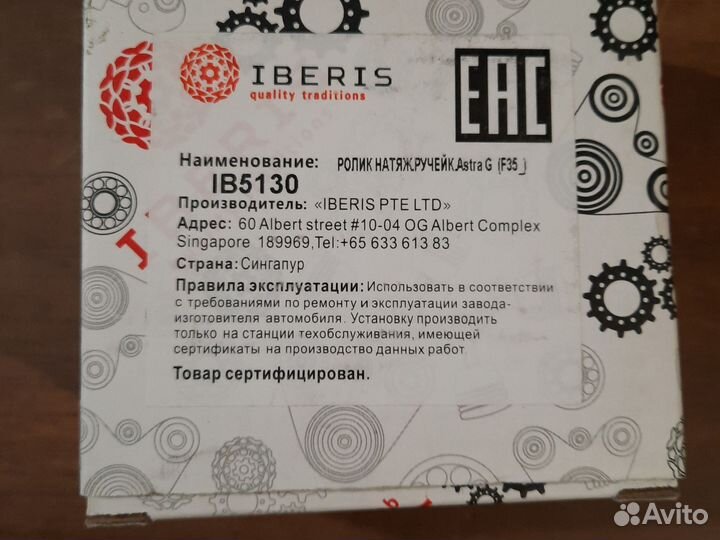 IBERIS
quality traditions
EAC
Наименование: РОЛИК НАТЯЖ.РУЧЕЙК.Astra G (F35_)
IB5130
Производитель: «IBERIS PTE LTD»
Адрес: 60 Albert street #10-04 OG Albert Complex
Singapore 189969,Tel:+65 633 613 83
Страна: Сингапур
Правила эксплуатации: Использовать в соответствии
с требованиями по ремонту и эксплуатации завода-
изготовителя автомобиля. Установку производить
только на станции техобслуживания, имеющей
сертификаты на производство данных работ
Товар сертифицирован.
Avito